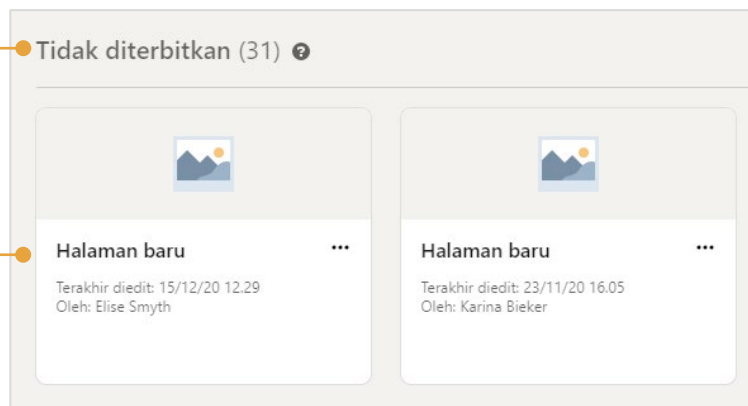 Tidak diterbitkan (31) ?
Halaman baru ...
Terakhir diedit: 15/12/20 12.29
Oleh: Elise Smyth
Halaman baru ...
Terakhir diedit: 23/11/20 16.05
Oleh: Karina Bieker